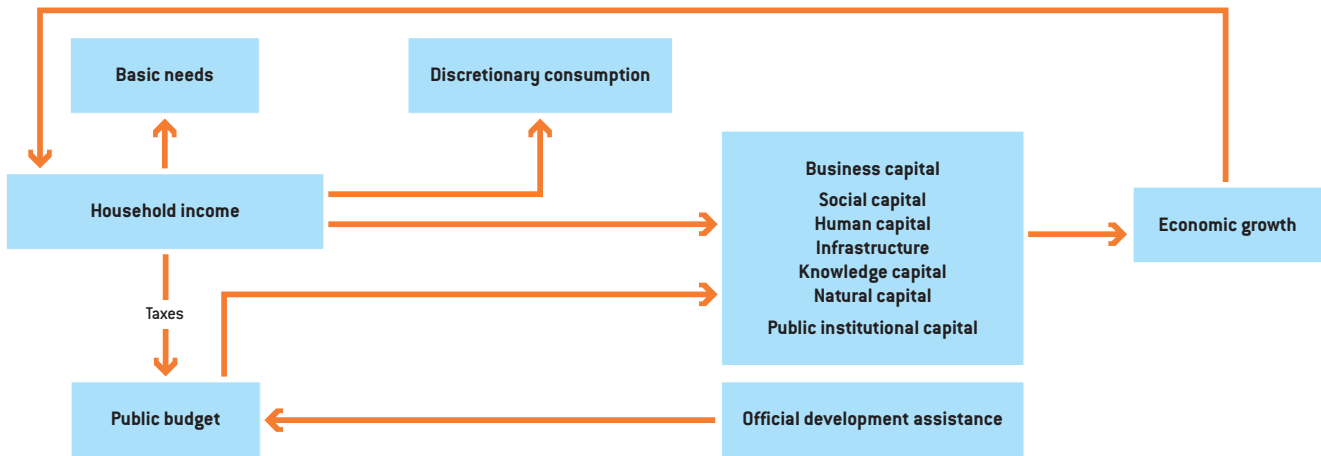 Basic needs
Discretionary consumption
Household income
Business capital
Social capital
Human capital
Infrastructure
Knowledge capital
Natural capital
Public institutional capital
Economic growth
Taxes
Public budget
Official development assistance